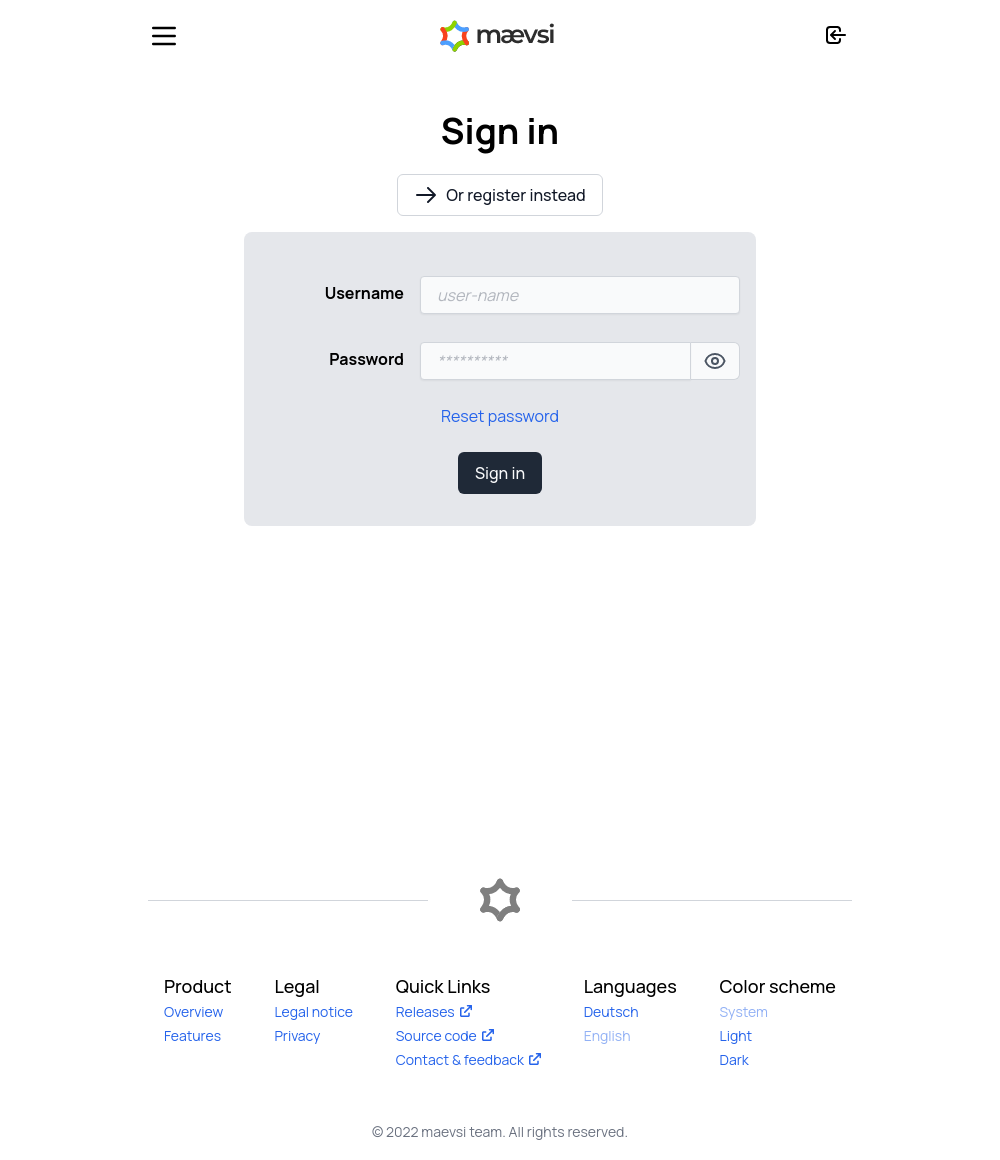 mævsi
Sign in
Or register instead
Username
user-name
Password
**********
Reset password
Sign in
Product
Overview
Features
Legal
Legal notice
Privacy
Quick Links
Releases
Source code
Contact & feedback
Languages
Deutsch
English
Color scheme
System
Light
Dark
© 2022 maevsi team. All rights reserved.